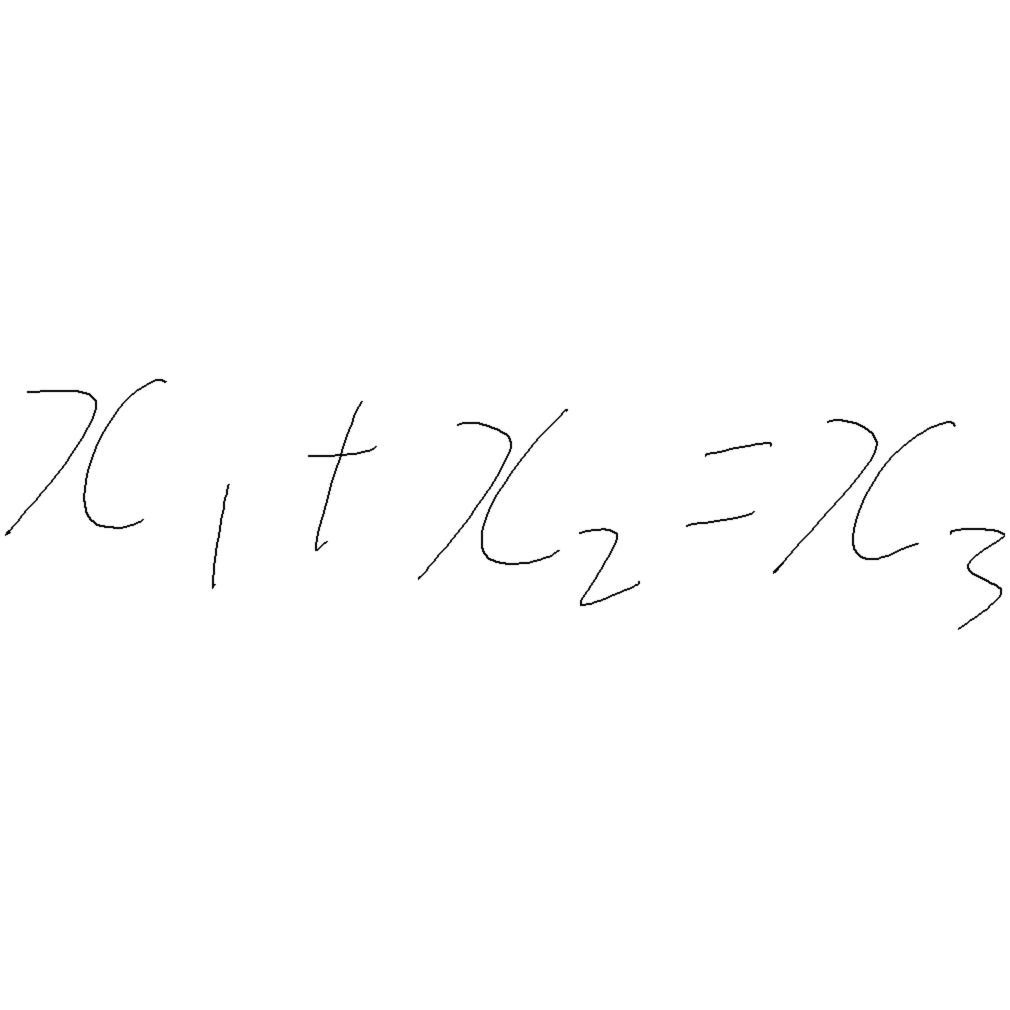 x₁ + x₂ = x₃